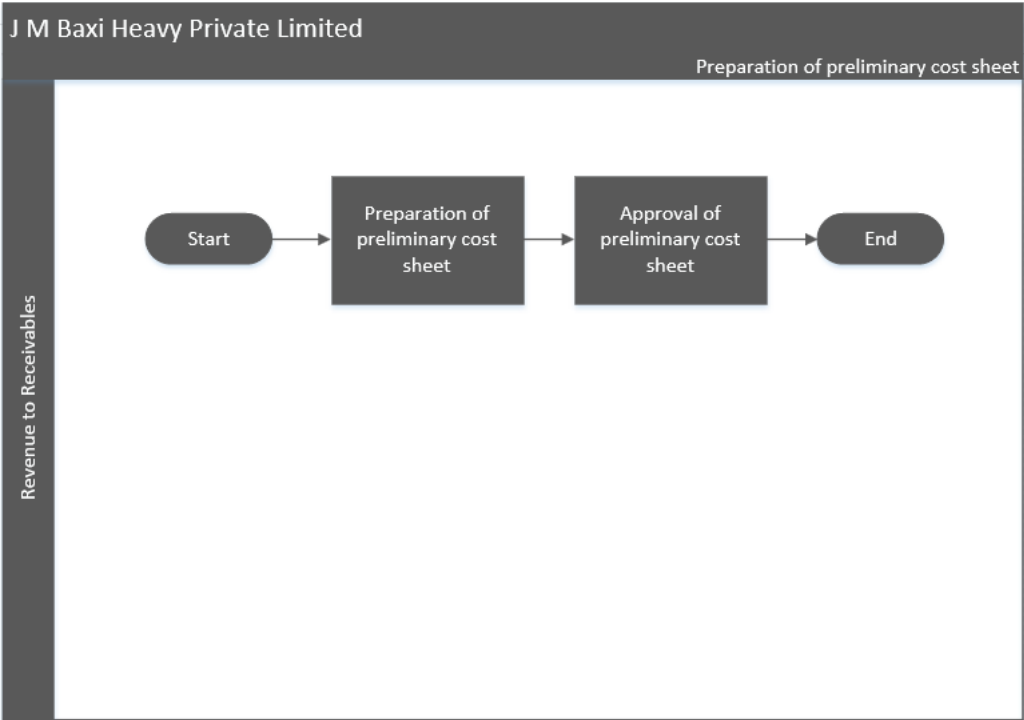 J M Baxi Heavy Private Limited
Preparation of preliminary cost sheet
Revenue to Receivables
Start
Preparation of
preliminary cost
sheet
Approval of
preliminary cost
sheet
End